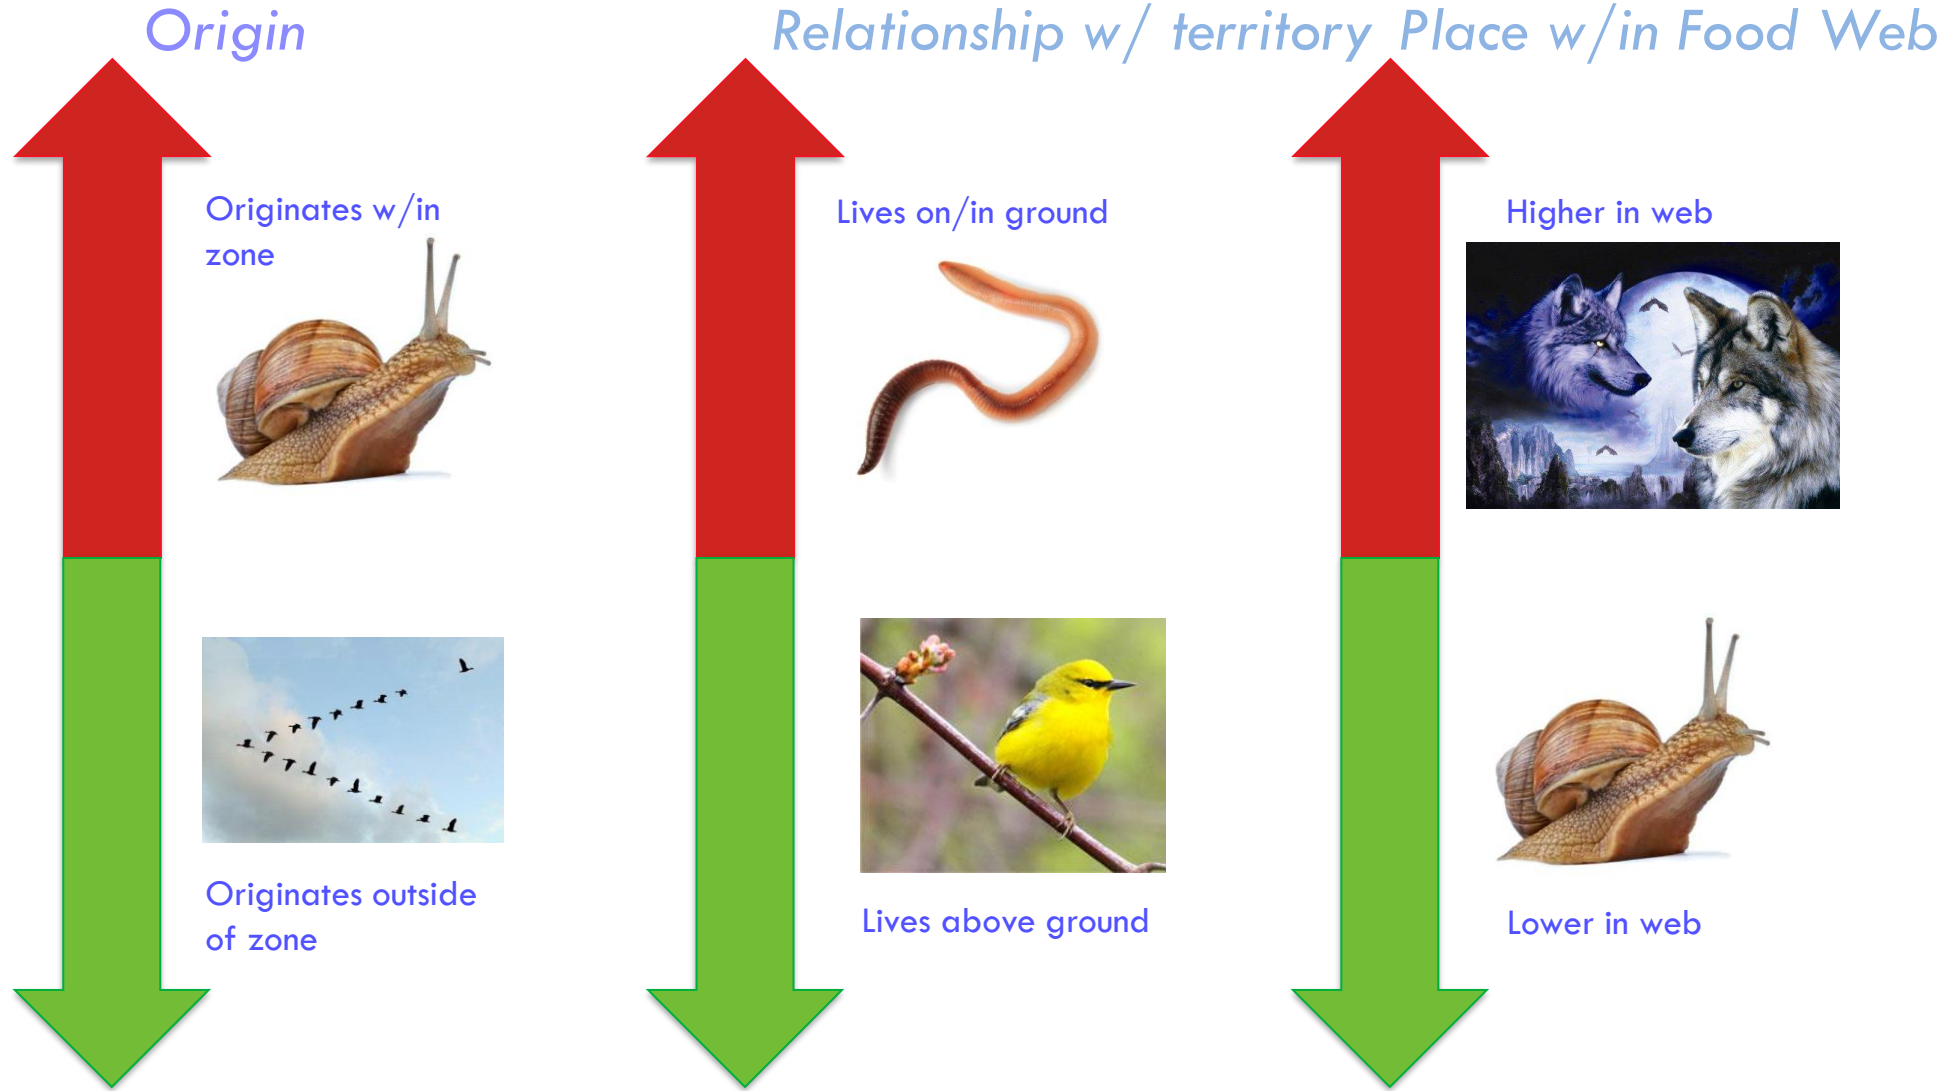 Origin
Relationship w/ territory
Place w/in Food Web
Originates w/in
zone
Lives on/in ground
Higher in web
Originates outside
of zone
Lives above ground
Lower in web